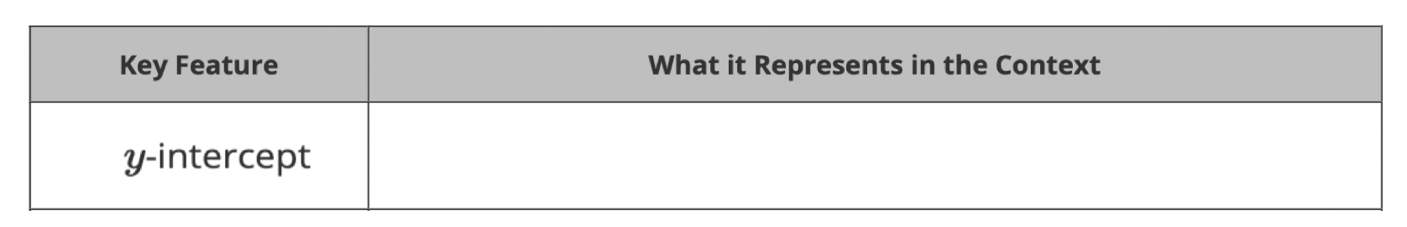 Key Feature What it Represents in the Context
y-intercept